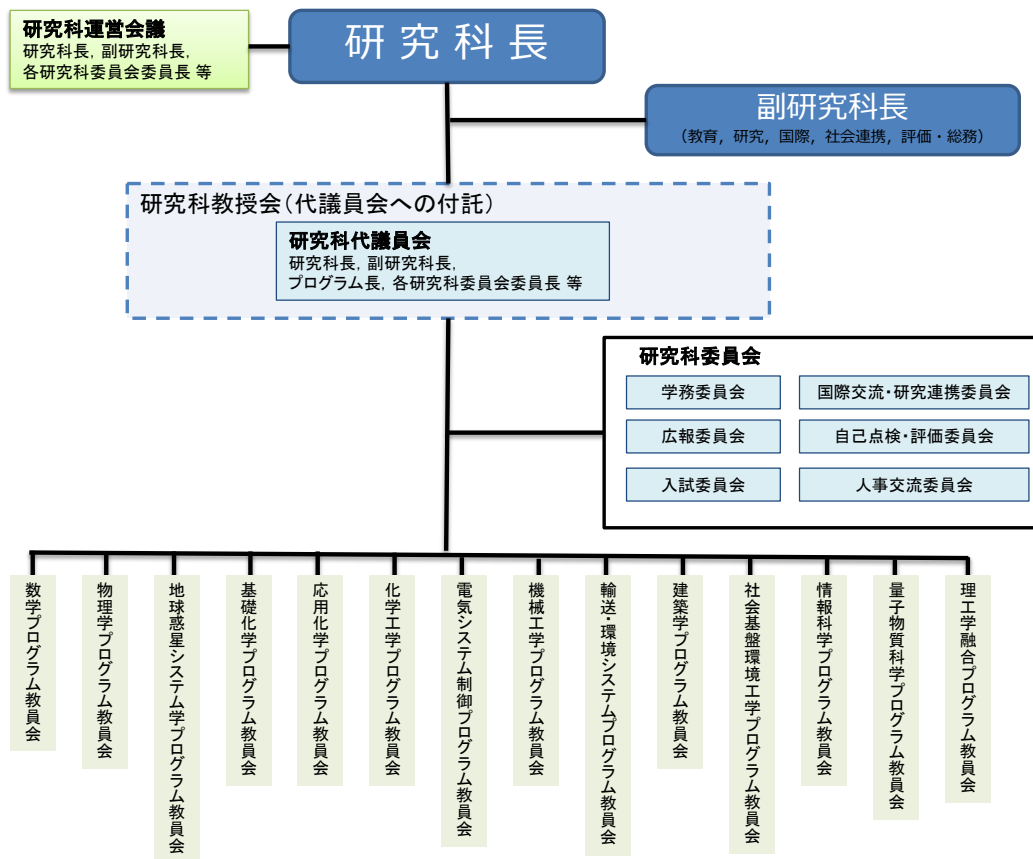 研究科運営会議
研究科長，副研究科長，
各研究科委員会委員長 等
研 究 科 長
副研究科長
（教育，研究，国際，社会連携，評価・総務）
研究科教授会（代議員会への付託）
研究科代議員会
研究科長，副研究科長，
プログラム長，各研究科委員会委員長 等
研究科委員会
学務委員会
国際交流・研究連携委員会
広報委員会
自己点検・評価委員会
入試委員会
人事交流委員会
数学プログラム教員会
物理学プログラム教員会
地球惑星システム学プログラム教員会
基礎化学プログラム教員会
応用化学プログラム教員会
化学工学プログラム教員会
電気システム制御プログラム教員会
機械工学プログラム教員会
輸送・環境システムプログラム教員会
建築学プログラム教員会
社会基盤環境工学プログラム教員会
情報科学プログラム教員会
量子物質科学プログラム教員会
理工学融合プログラム教員会